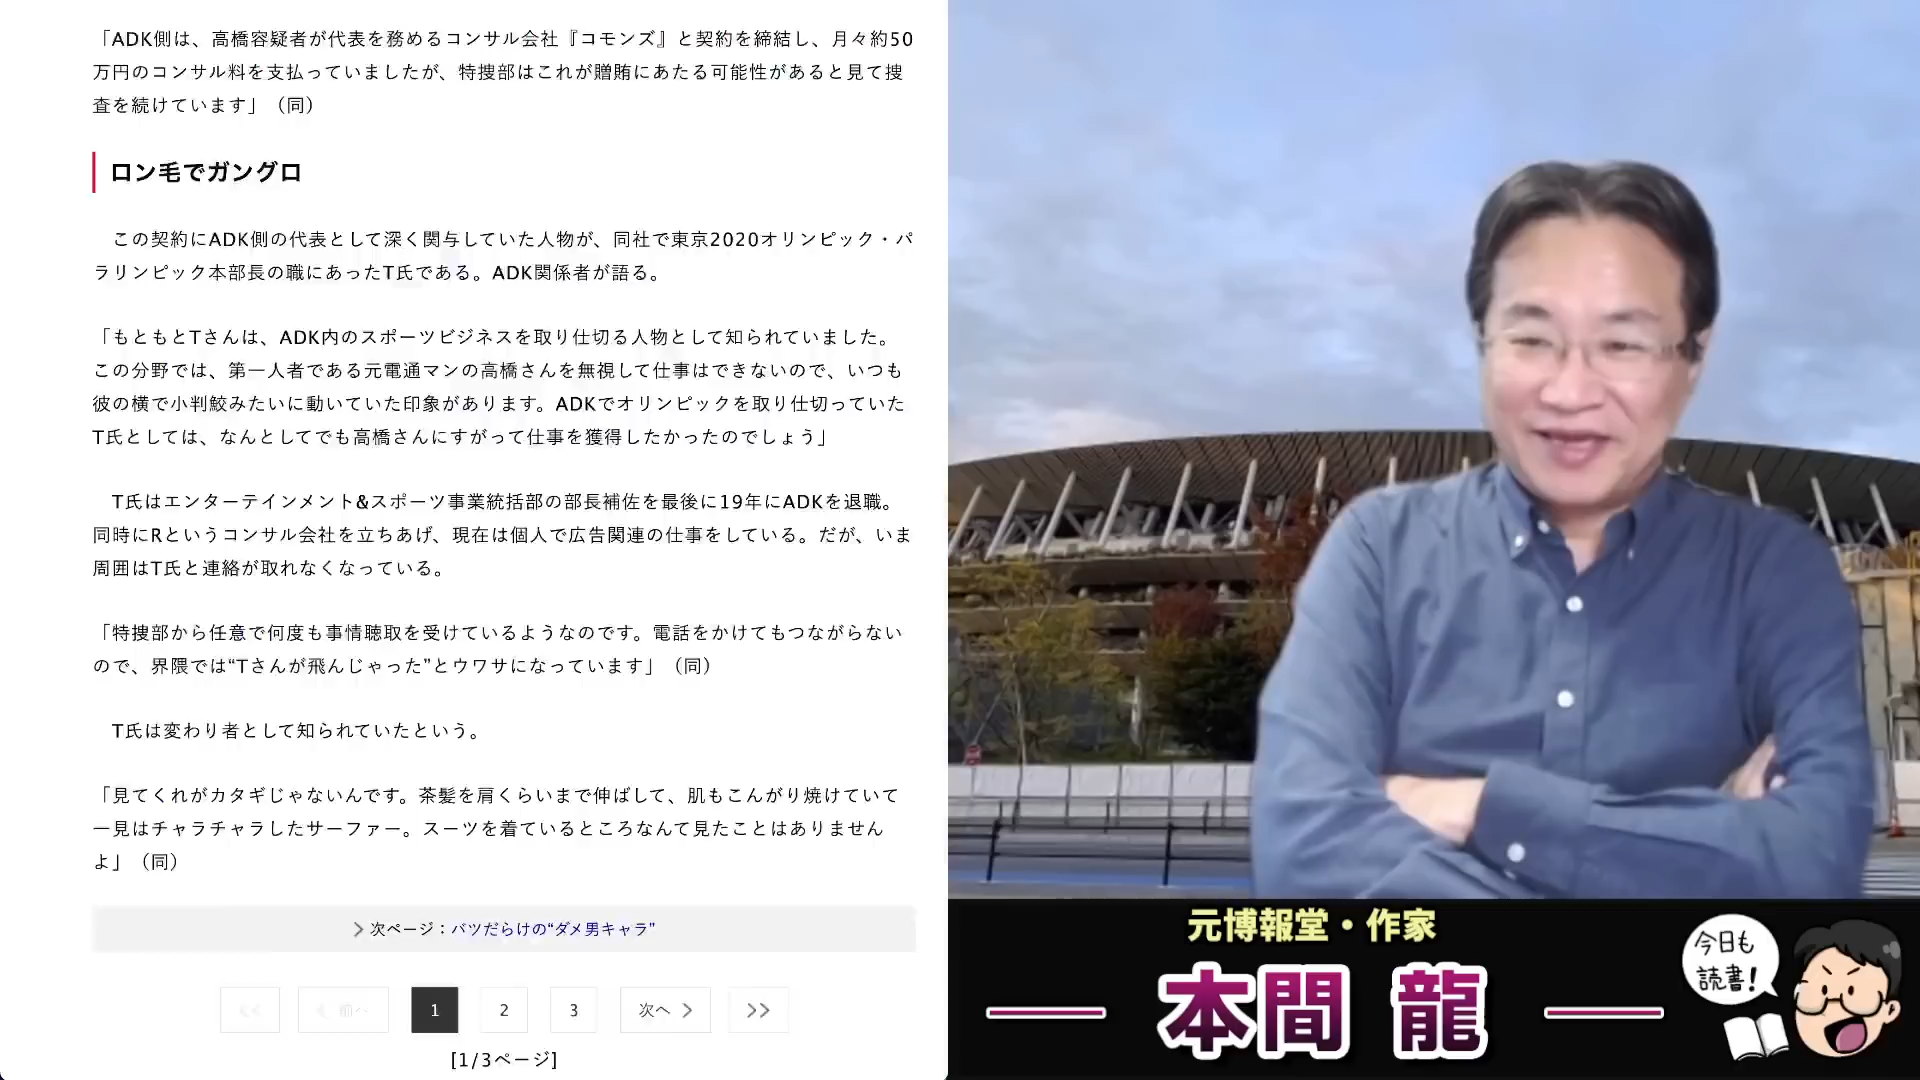 「ADK側は、高橋容疑者が代表を務めるコンサル会社『コモンズ』と契約を締結し、月々約50
万円のコンサル料を支払っていましたが、特捜部はこれが贈賄にあたる可能性があると見て捜
査を続けています」（同）
ロン毛でガングロ
この契約にADK側の代表として深く関与していた人物が、同社で東京2020オリンピック・パ
ラリンピック本部長の職にあったT氏である。ADK関係者が語る。
「もともとTさんは、ADK内のスポーツビジネスを取り仕切る人物として知られていました。
この分野では、第一人者である元電通マンの高橋さんを無視して仕事はできないので、いつも
彼の横で小判鮫みたいに動いていた印象があります。ADKでオリンピックを取り仕切っていた
T氏としては、なんとしてでも高橋さんにすがって仕事を獲得したかったのでしょう」
T氏はエンターテインメント&スポーツ事業統括部の部長補佐を最後に19年にADKを退職。
同時にRというコンサル会社を立ちあげ、現在は個人で広告関連の仕事をしている。だが、いま
周囲はT氏と連絡が取れなくなっている。
「特捜部から任意で何度も事情聴取を受けているようなのです。電話をかけてもつながらない
ので、界隈では“Tさんが飛んじゃった”とウワサになっています」（同）
T氏は変わり者として知られていたという。
「見てくれがカタギじゃないんです。茶髪を肩くらいまで伸ばして、肌もこんがり焼けていて
一見はチャラチャラしたサーファー。スーツを着ているところなんて見たことはありません
よ」（同）
次ページ：バツだらけの“ダメ男キャラ”
<< 前へ 1 2 3 次へ >>
[1/3ページ]
元博報堂・作家
本間 龍
今日も
読書!